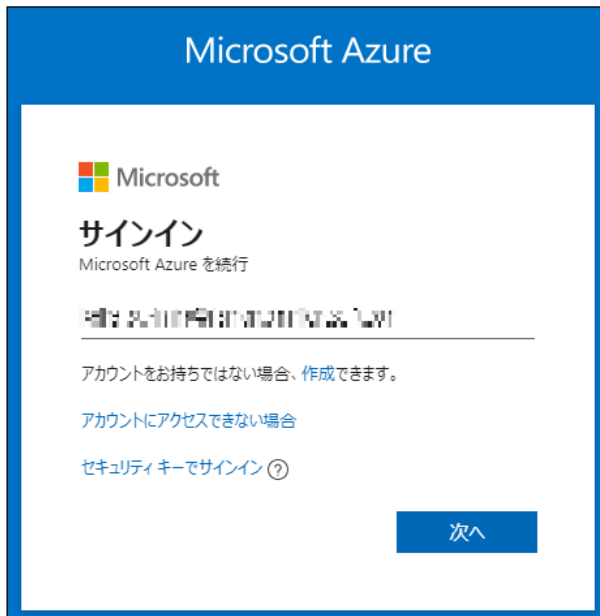 Microsoft Azure
Microsoft
サインイン
Microsoft Azure を続行
アカウントをお持ちではない場合、作成できます。
アカウントにアクセスできない場合
セキュリティ キーでサインイン ?
次へ